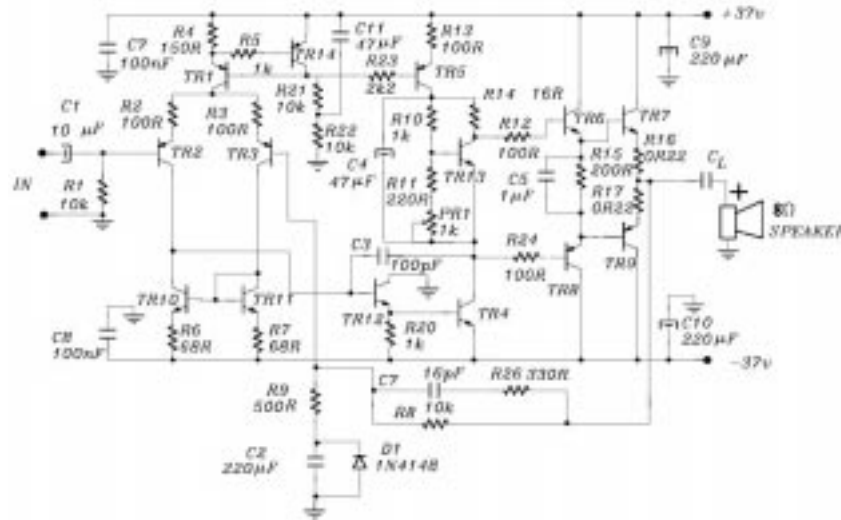 R4
150R
R5
TR14
C11
47µF
R13
100R
+37v
C7
100nF
TR1
1k
R23
2k2
TR5
C9
220µF
R21
10k
R14
16R
TR6
TR7
C1
10 µF
R2
100R
R3
100R
R10
1k
R12
100R
R22
10k
TR2
TR3
C4
47µF
TR13
R15
200R
R16
0R22
C5
1µF
CL
IN
R1
10k
R11
220R
R17
0R22
+
8Ω
SPEAKER
PR1
1k
C3
100pF
R24
100R
TR8
TR9
TR10
TR11
TR12
TR4
C8
100nF
R6
68R
R7
68R
R20
1k
C10
220µF
-37v
R9
500R
C7
16pF
R26
330R
10k
R8
C2
220µF
D1
1N4148